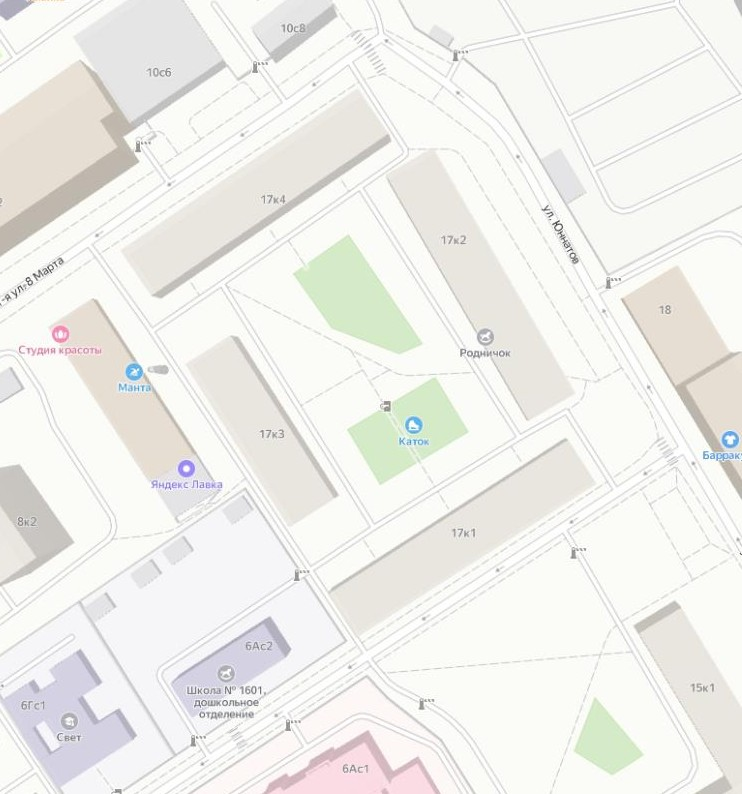 10с8
10с6
17к4
17к2
ул. Юннатов
-я ул. 8 Марта
18
Студия красоты
Родничок
Манта
Каток
17к3
Яндекс Лавка
8к2
17к1
6Ас2
Школа № 1601,
дошкольное
отделение
15к1
6Гс1
Свет
6Ас1